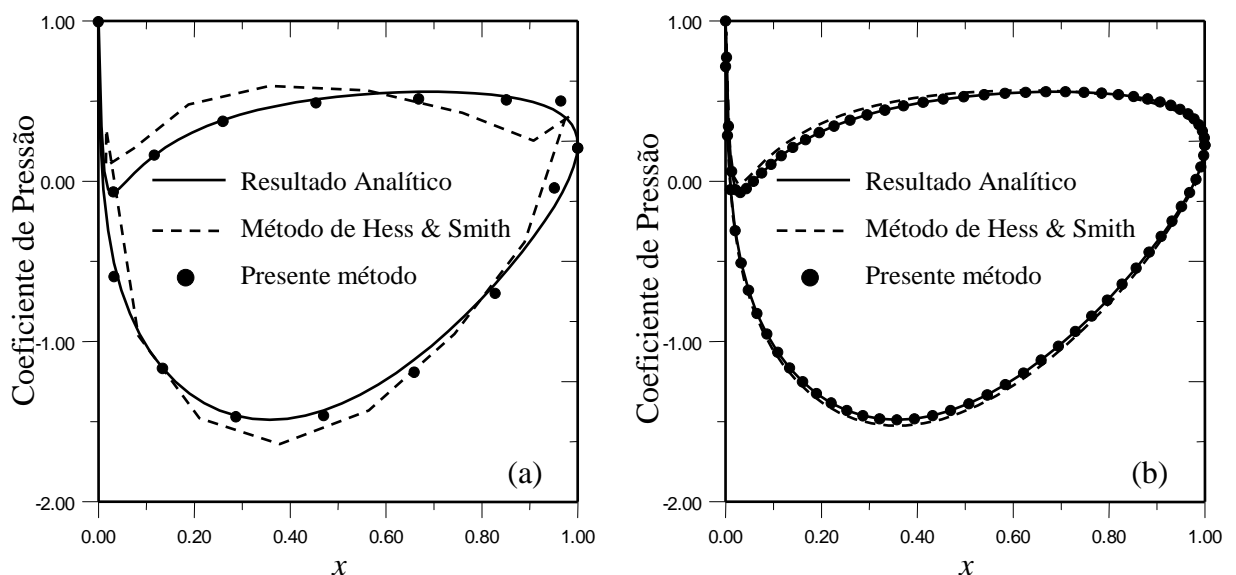 1.00
0.00
-1.00
-2.00
Coeficiente de Pressão
Resultado Analítico
Método de Hess & Smith
Presente método
(a)
0.00 0.20 0.40 0.60 0.80 1.00
x
1.00
0.00
-1.00
-2.00
Coeficiente de Pressão
Resultado Analítico
Método de Hess & Smith
Presente método
(b)
0.00 0.20 0.40 0.60 0.80 1.00
x